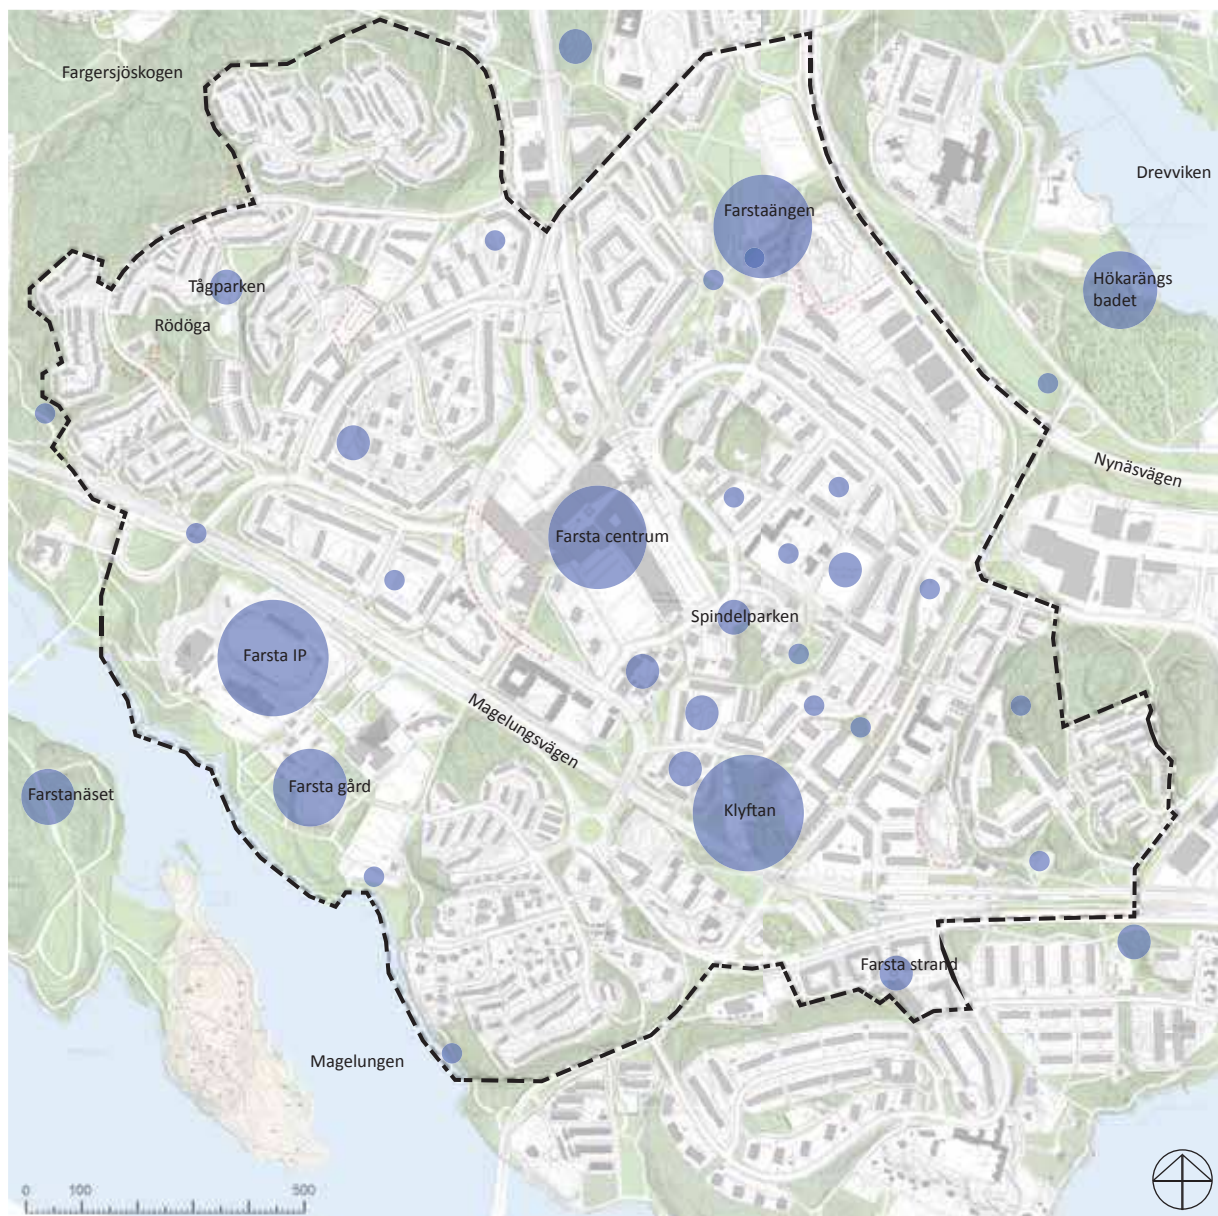 Fargersjöskogen
Drevviken
Farstaängen
Hökarängs
badet
Tågparken
Rödöga
Nynäsvägen
Farsta centrum
Spindelparken
Farsta IP
Magelungsvägen
Farsta gård
Farstanäset
Klyftan
Farsta strand
Magelungen
0 100 500